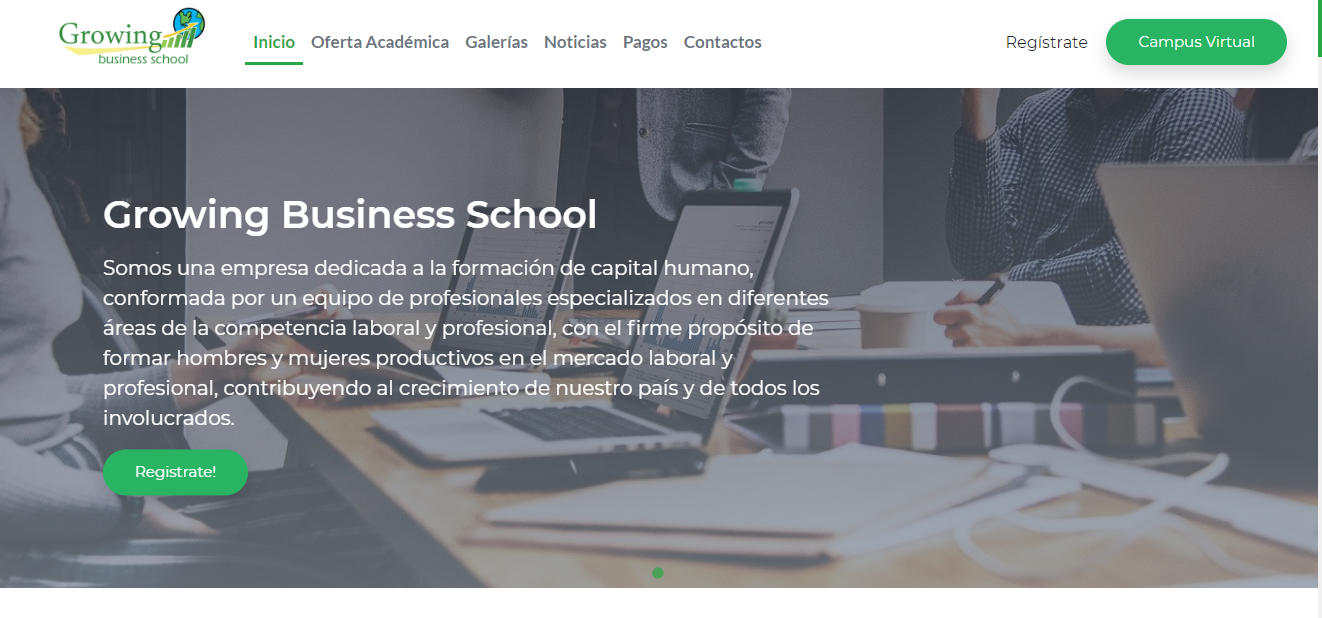 Growing
business school
Inicio Oferta Académica Galerías Noticias Pagos Contactos
Regístrate Campus Virtual
Growing Business School
Somos una empresa dedicada a la formación de capital humano,
conformada por un equipo de profesionales especializados en diferentes
áreas de la competencia laboral y profesional, con el firme propósito de
formar hombres y mujeres productivos en el mercado laboral y
profesional, contribuyendo al crecimiento de nuestro país y de todos los
involucrados.
Registrate!